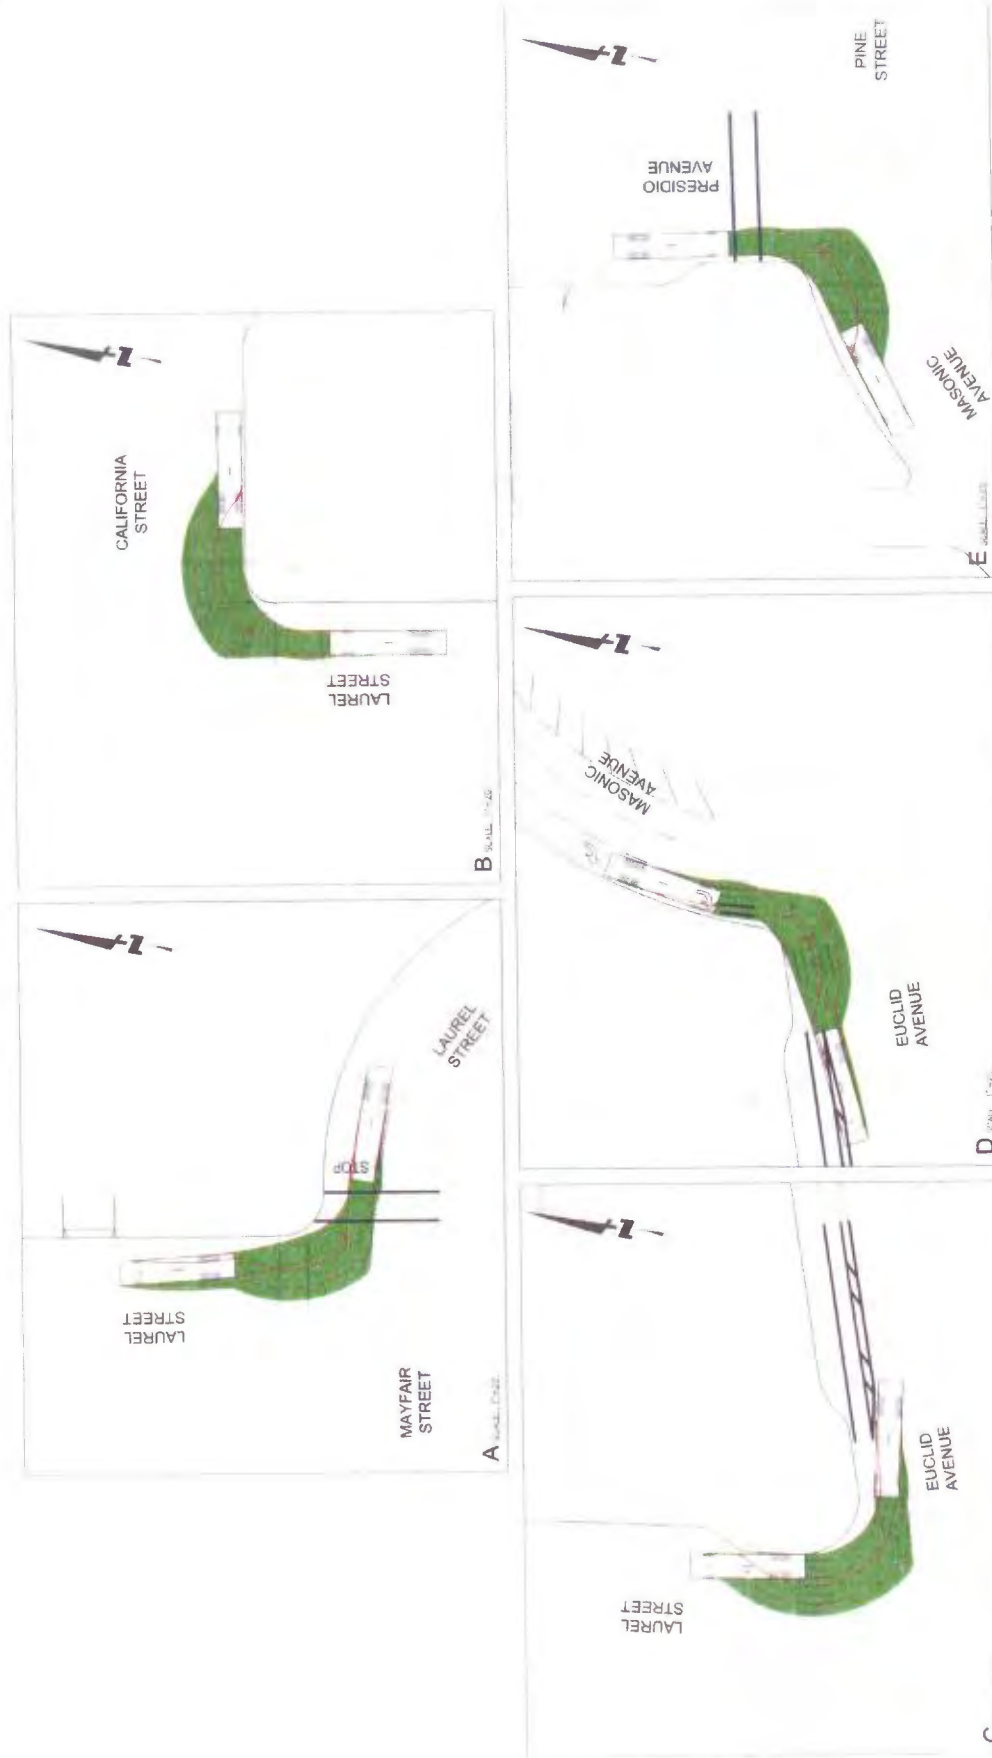 CALIFORNIA
STREET
LAUREL
STREET
B
LAUREL
STREET
STOP
LAUREL
STREET
MAYFAIR
STREET
A
PINE
STREET
PRESIDIO
AVENUE
MASONIC
AVENUE
E
MASONIC
AVENUE
EUCLID
AVENUE
D
EUCLID
AVENUE
LAUREL
STREET
C